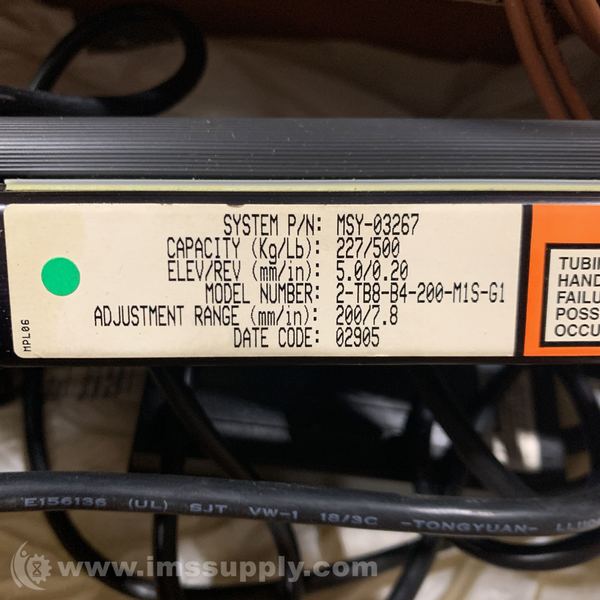 SYSTEM P/N: MSY-03267
CAPACITY (Kg/Lb): 227/500
ELEV/REV (mm/in): 5.0/0.20
MODEL NUMBER: 2-TB8-B4-200-M1S-G1
ADJUSTMENT RANGE (mm/in): 200/7.8
DATE CODE: 02905
MPL06
TUBI
HAND
FAILU
POSS
OCCU
E156136 (UL) SJT VW-1 18/3C -TONGYUAN-
www.imssupply.com